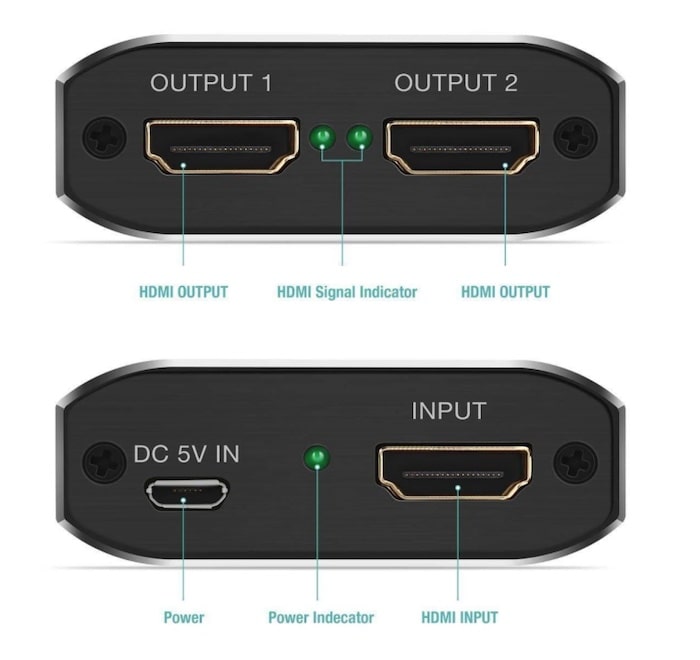 OUTPUT 1
OUTPUT 2
HDMI OUTPUT
HDMI Signal Indicator
HDMI OUTPUT
INPUT
DC 5V IN
Power
Power Indecator
HDMI INPUT